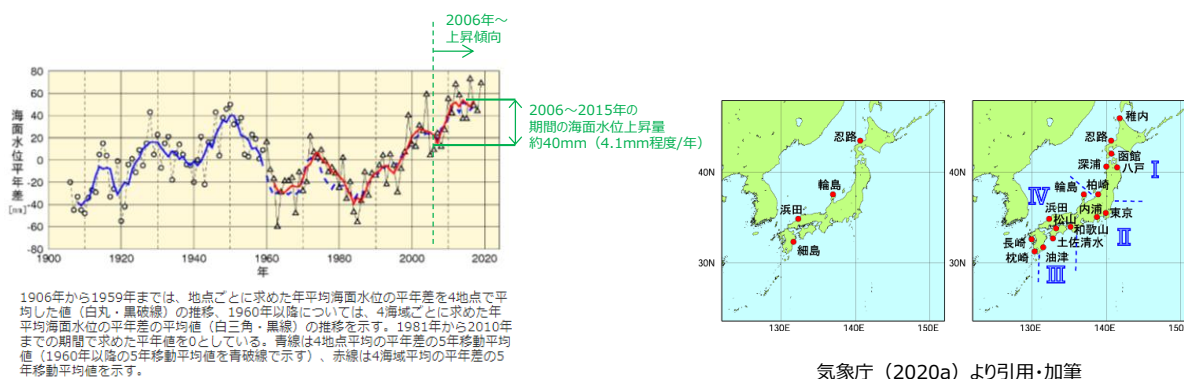 2006年～
上昇傾向
2006～2015年の
期間の海面水位上昇量
約40mm（4.1mm程度/年）
海面水位平年差
[mm]
80
60
40
20
0
-20
-40
-60
-80
1900
1920
1940
1960
1980
2000
2020
年
1906年から1959年までは、地点ごとに求めた年平均海面水位の平年差を4地点で平
均した値（白丸・黒破線）の推移、1960年以降については、4海域ごとに求めた年
平均海面水位の平年差の平均値（白三角・黒線）の推移を示す。1981年から2010年
までの期間で求めた平年値を0としている。青線は4地点平均の平年差の5年移動平均
値（1960年以降の5年移動平均値を青破線で示す）、赤線は4海域平均の平年差の5
年移動平均値を示す。
忍路
輪島
浜田
細島
40N
30N
130E
140E
稚内
忍路
函館
深浦
八戸
Ⅰ
輪島
柏崎
Ⅳ
浜田
内浦
東京
松山
和歌山
Ⅱ
長崎
土佐清水
枕崎
油津
Ⅲ
40N
30N
130E
140E
気象庁（2020a）より引用・加筆